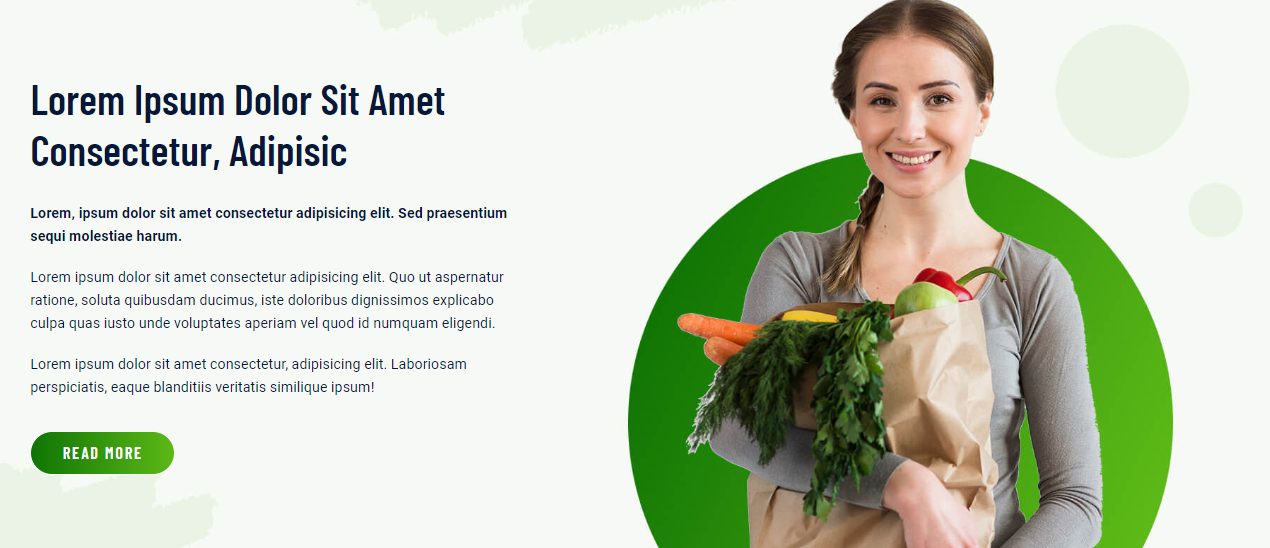 Lorem Ipsum Dolor Sit Amet
Consectetur, Adipisic
Lorem, ipsum dolor sit amet consectetur adipisicing elit. Sed praesentium
sequi molestiae harum.
Lorem ipsum dolor sit amet consectetur adipisicing elit. Quo ut aspernatur
ratione, soluta quibusdam ducimus, iste doloribus dignissimos explicabo
culpa quas iusto unde voluptates aperiam vel quod id numquam eligendi.
Lorem ipsum dolor sit amet consectetur, adipisicing elit. Laboriosam
perspiciatis, eaque blanditiis veritatis similique ipsum!
READ MORE